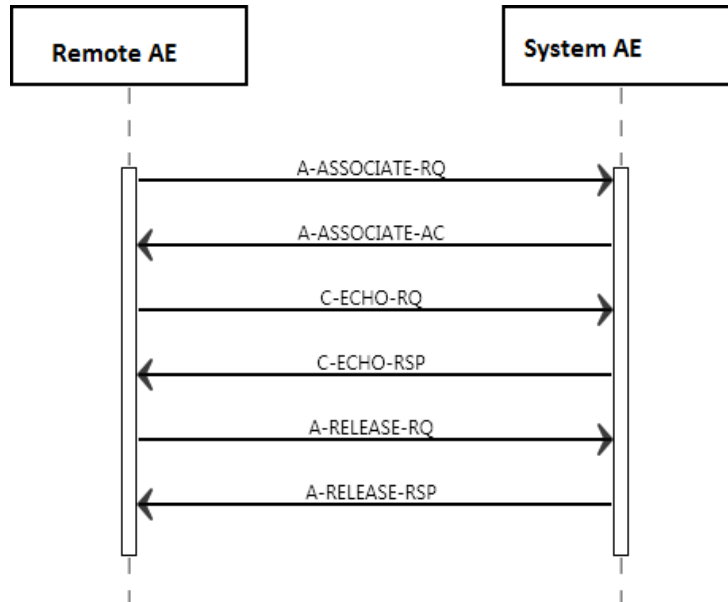 Remote AE
System AE
A-ASSOCIATE-RQ
A-ASSOCIATE-AC
C-ECHO-RQ
C-ECHO-RSP
A-RELEASE-RQ
A-RELEASE-RSP